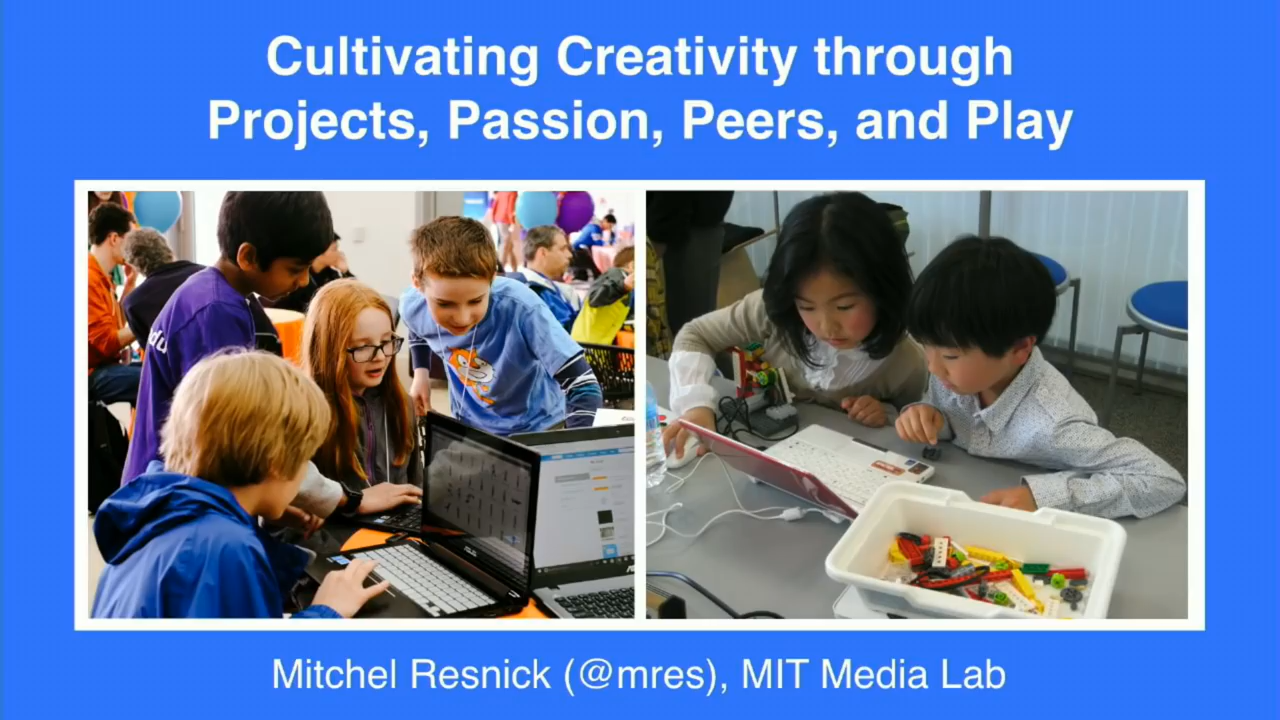 Cultivating Creativity through
Projects, Passion, Peers, and Play
Mitchel Resnick (@mres), MIT Media Lab